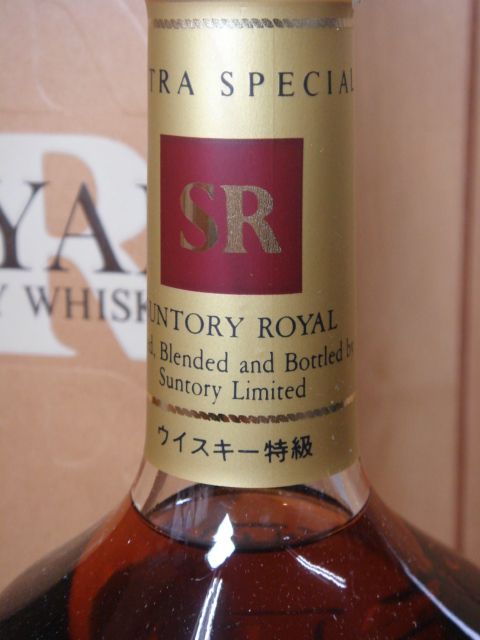 TRA SPECIAL
SR
UNTORY ROYAL
d, Blended and Bottled by
Suntory Limited
ウイスキー特級
YA
Y WHISK
R